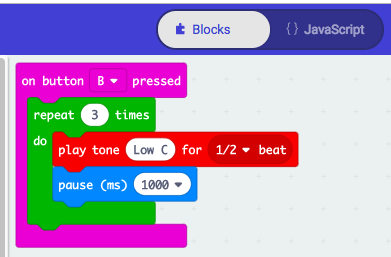 Blocks {} JavaScript
on button B pressed
repeat 3 times
do
play tone Low C for 1/2 beat
pause (ms) 1000